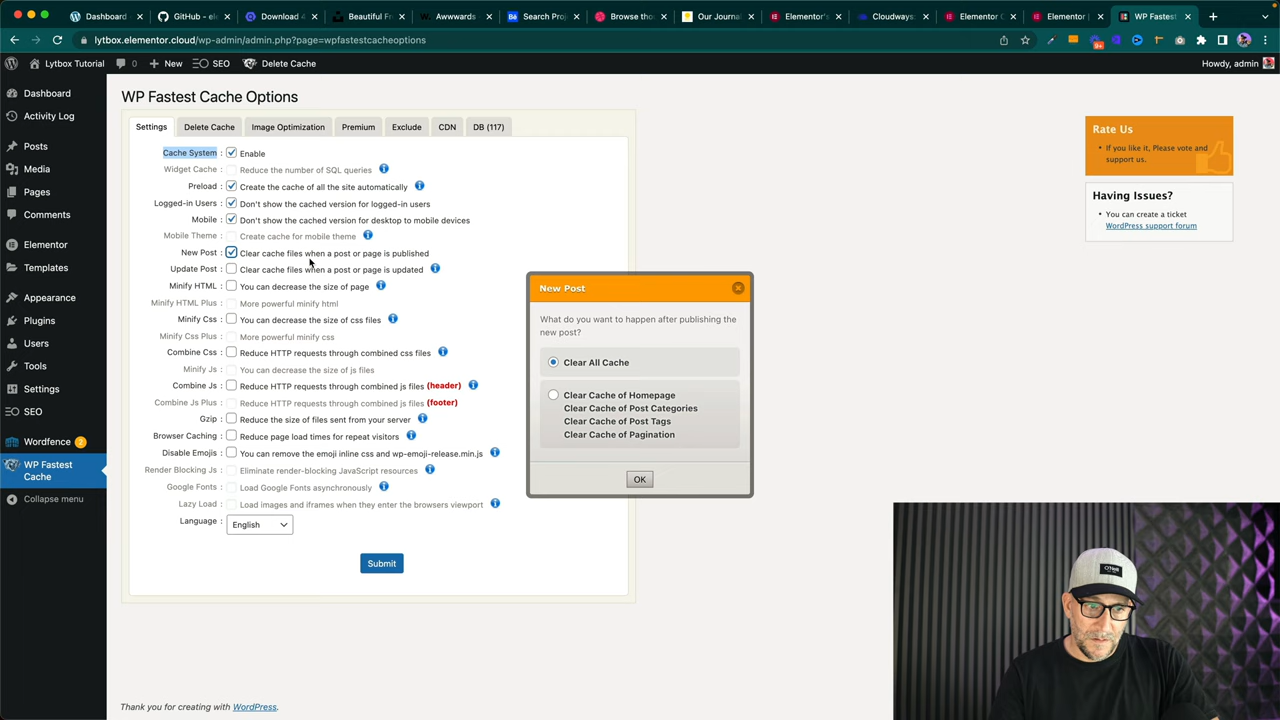 Dashboard
GitHub - ele
Download 4
Beautiful Fre
Awwwards
Search Proj
Browse thou
Our Journal
Elementor's
Cloudways
Elementor C
Elementor |
WP Fastest
lytbox.elementor.cloud/wp-admin/admin.php?page=wpfastestcacheoptions
9+
Lytbox Tutorial
0
New
SEO
Delete Cache
Howdy, admin
Dashboard
Activity Log
Posts
Media
Pages
Comments
Elementor
Templates
Appearance
Plugins
Users
Tools
Settings
SEO
Wordfence 2
WP Fastest
Cache
Collapse menu
WP Fastest Cache Options
Settings
Delete Cache
Image Optimization
Premium
Exclude
CDN
DB (117)
Cache System : Enable
Widget Cache : Reduce the number of SQL queries
Preload : Create the cache of all the site automatically
Logged-in Users : Don't show the cached version for logged-in users
Mobile : Don't show the cached version for desktop to mobile devices
Mobile Theme : Create cache for mobile theme
New Post : Clear cache files when a post or page is published
Update Post : Clear cache files when a post or page is updated
Minify HTML : You can decrease the size of page
Minify HTML Plus : More powerful minify html
Minify Css : You can decrease the size of css files
Minify Css Plus : More powerful minify css
Combine Css : Reduce HTTP requests through combined css files
Minify Js : You can decrease the size of js files
Combine Js : Reduce HTTP requests through combined js files (header)
Combine Js Plus : Reduce HTTP requests through combined js files (footer)
Gzip : Reduce the size of files sent from your server
Browser Caching : Reduce page load times for repeat visitors
Disable Emojis : You can remove the emoji inline css and wp-emoji-release.min.js
Render Blocking Js : Eliminate render-blocking JavaScript resources
Google Fonts : Load Google Fonts asynchronously
Lazy Load : Load images and iframes when they enter the browsers viewport
Language : English
Submit
New Post
What do you want to happen after publishing the
new post?
Clear All Cache
Clear Cache of Homepage
Clear Cache of Post Categories
Clear Cache of Post Tags
Clear Cache of Pagination
OK
Rate Us
If you like it, Please vote and
support us.
Having Issues?
You can create a ticket
WordPress support forum
O'Neill
Thank you for creating with WordPress.